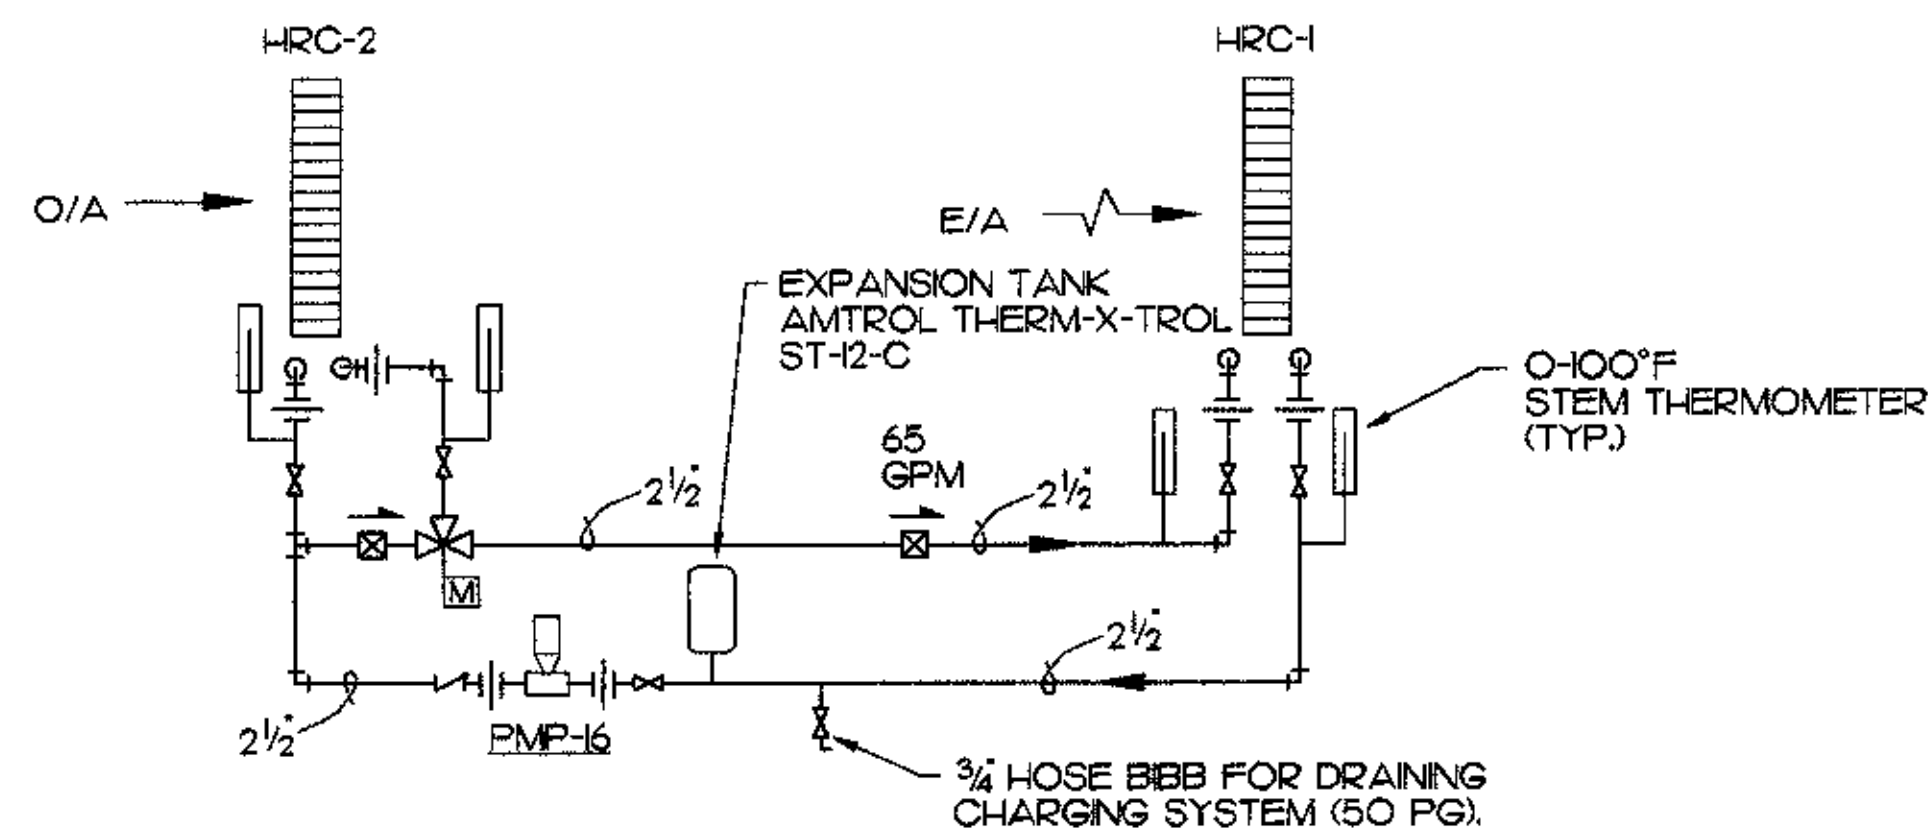 HRC-2
HRC-1
O/A
E/A
EXPANSION TANK
AMTROL THERM-X-TROL
ST-12-C
0-100°F
STEM THERMOMETER
(TYP.)
65
GPM
2½"
2½"
M
2½"
2½"
PMP-16
¾" HOSE BIBB FOR DRAINING
CHARGING SYSTEM (50 PG).